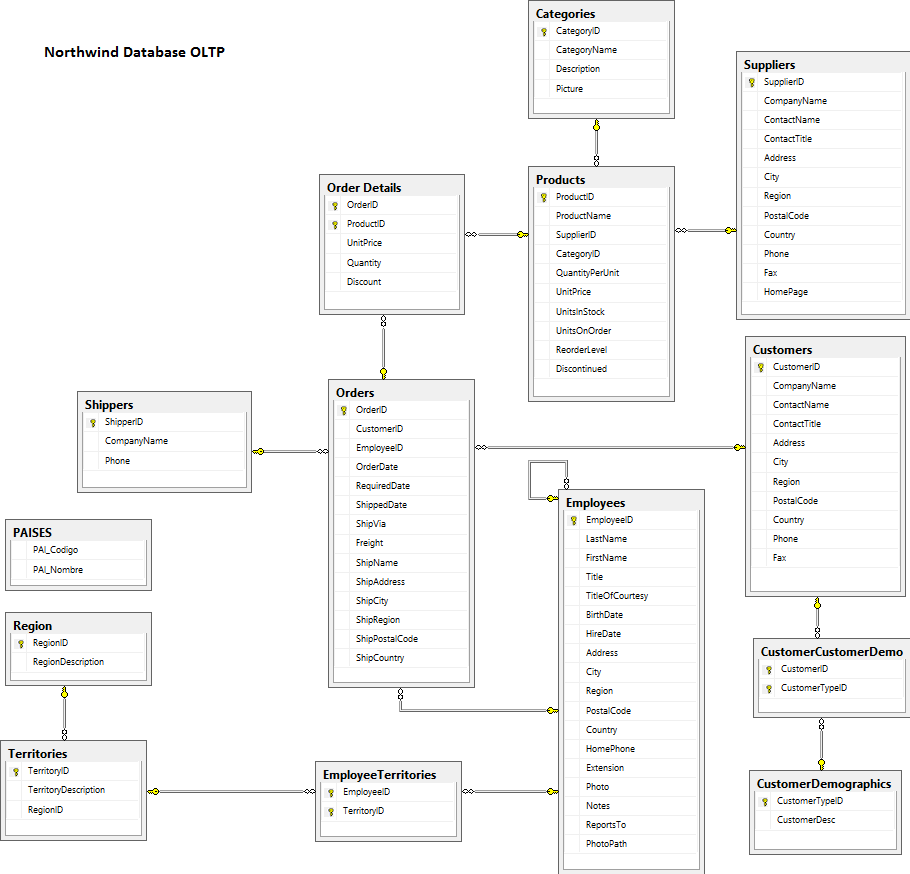 Northwind Database OLTP
Categories
CategoryID
CategoryName
Description
Picture
Suppliers
SupplierID
CompanyName
ContactName
ContactTitle
Address
City
Region
PostalCode
Country
Phone
Fax
HomePage
Order Details
OrderID
ProductID
UnitPrice
Quantity
Discount
Products
ProductID
ProductName
SupplierID
CategoryID
QuantityPerUnit
UnitPrice
UnitsInStock
UnitsOnOrder
ReorderLevel
Discontinued
Customers
CustomerID
CompanyName
ContactName
ContactTitle
Address
City
Region
PostalCode
Country
Phone
Fax
Shippers
ShipperID
CompanyName
Phone
Orders
OrderID
CustomerID
EmployeeID
OrderDate
RequiredDate
ShippedDate
ShipVia
Freight
ShipName
ShipAddress
ShipCity
ShipRegion
ShipPostalCode
ShipCountry
Employees
EmployeeID
LastName
FirstName
Title
TitleOfCourtesy
BirthDate
HireDate
Address
City
Region
PostalCode
Country
HomePhone
Extension
Photo
Notes
ReportsTo
PhotoPath
PAISES
PAI_Codigo
PAI_Nombre
Region
RegionID
RegionDescription
CustomerCustomerDemo
CustomerID
CustomerTypeID
Territories
TerritoryID
TerritoryDescription
RegionID
EmployeeTerritories
EmployeeID
TerritoryID
CustomerDemographics
CustomerTypeID
CustomerDesc